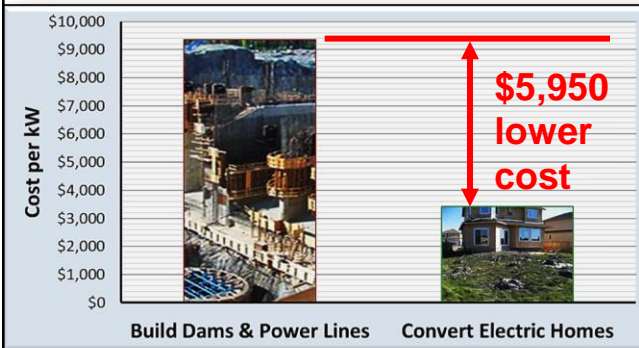 $10,000
$9,000
$8,000
$7,000
$6,000
$5,000
$4,000
$3,000
$2,000
$1,000
$0
Cost per kW
$5,950
lower
cost
Build Dams & Power Lines
Convert Electric Homes